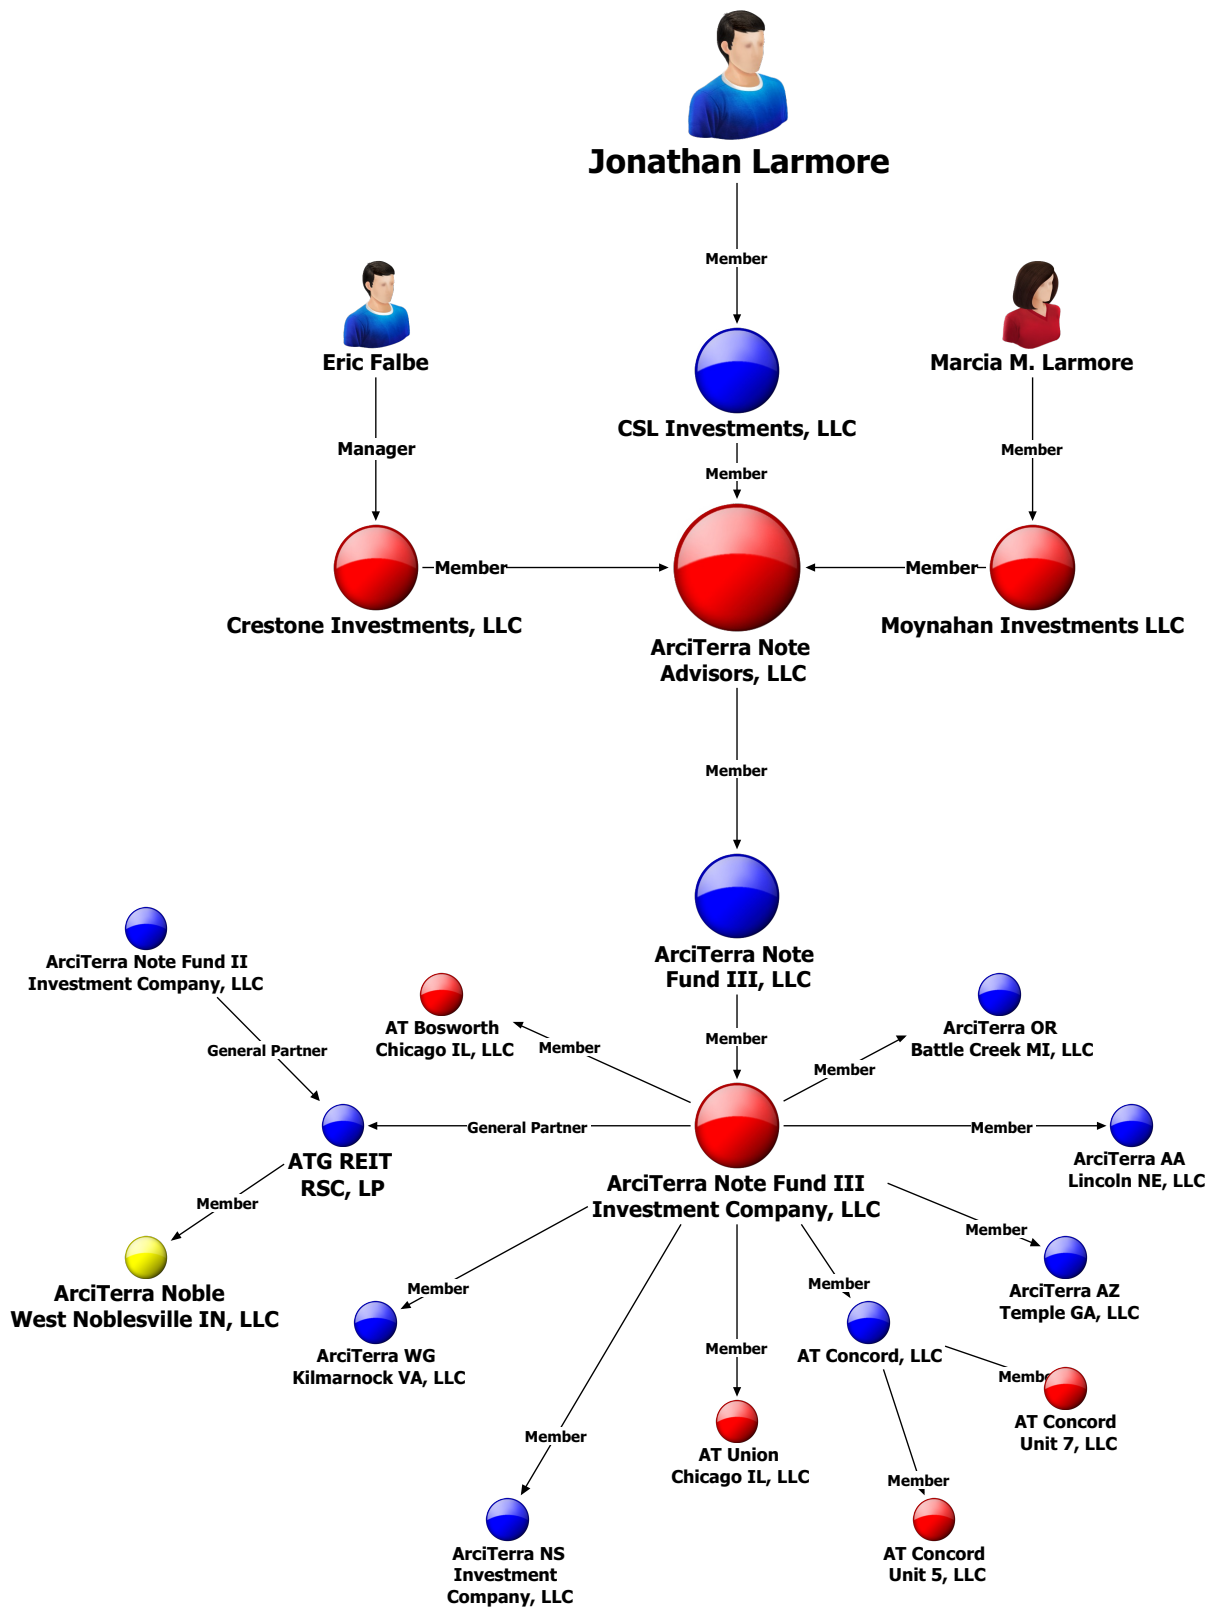 Jonathan Larmore
Member
Eric Falbe
Marcia M. Larmore
CSL Investments, LLC
Manager
Member
Member
Member
Member
Crestone Investments, LLC
Moynahan Investments LLC
ArciTerra Note
Advisors, LLC
Member
ArciTerra Note Fund II
Investment Company, LLC
ArciTerra Note
Fund III, LLC
AT Bosworth
Chicago IL, LLC
ArciTerra OR
Battle Creek MI, LLC
General Partner
Member
Member
Member
General Partner
Member
ATG REIT
RSC, LP
ArciTerra AA
Lincoln NE, LLC
ArciTerra Note Fund III
Investment Company, LLC
Member
Member
ArciTerra Noble
West Noblesville IN, LLC
Member
Member
ArciTerra AZ
Temple GA, LLC
ArciTerra WG
Kilmarnock VA, LLC
Member
AT Concord, LLC
Membe
AT Concord
Unit 7, LLC
Member
AT Union
Chicago IL, LLC
Member
ArciTerra NS
Investment
Company, LLC
AT Concord
Unit 5, LLC